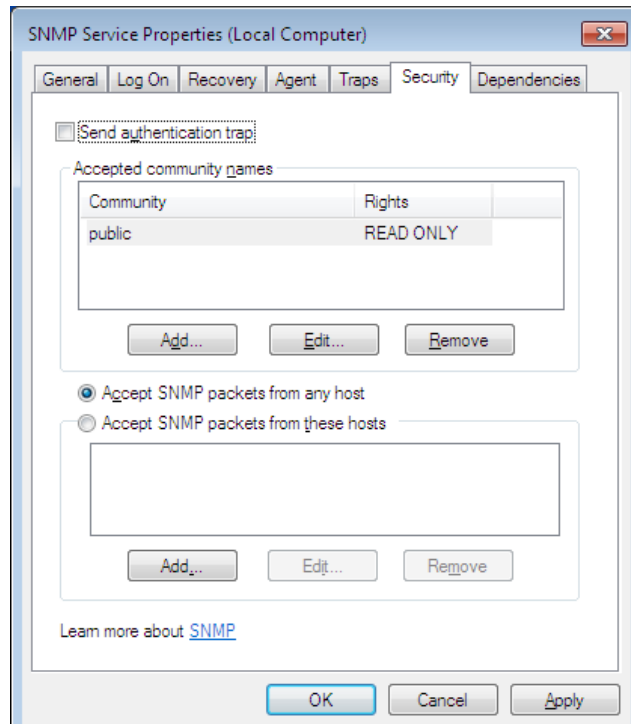 SNMP Service Properties (Local Computer)
General Log On Recovery Agent Traps Security Dependencies
Send authentication trap
Accepted community names
Community Rights
public READ ONLY
Add... Edit... Remove
Accept SNMP packets from any host
Accept SNMP packets from these hosts
Add... Edit... Remove
Learn more about SNMP
OK Cancel Apply